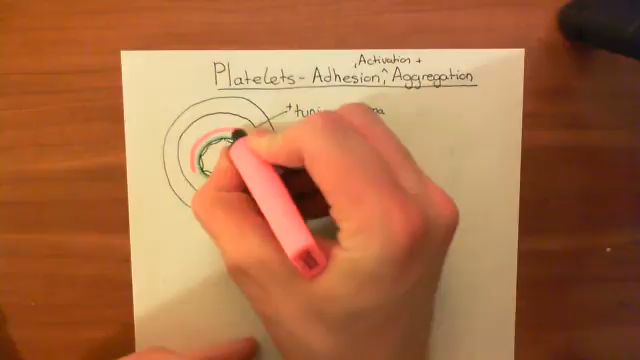 Activation +
Platelets - Adhesion, ^ Aggregation